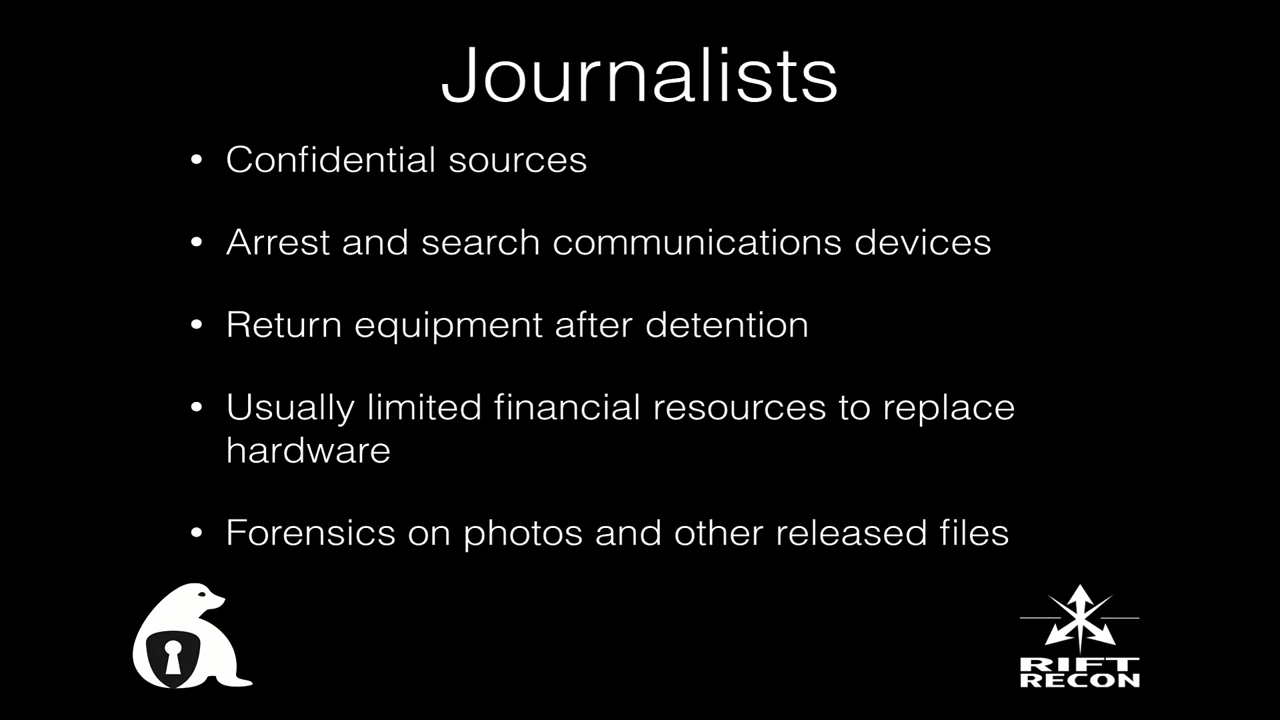 Journalists
• Confidential sources
• Arrest and search communications devices
• Return equipment after detention
• Usually limited financial resources to replace
hardware
• Forensics on photos and other released files
RIFT
RECON